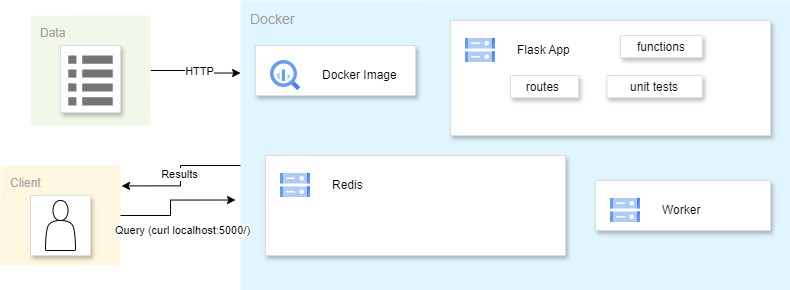 Data
HTTP
Docker
Docker Image
Flask App
functions
routes
unit tests
Client
Results
Query (curl localhost:5000/)
Redis
Worker